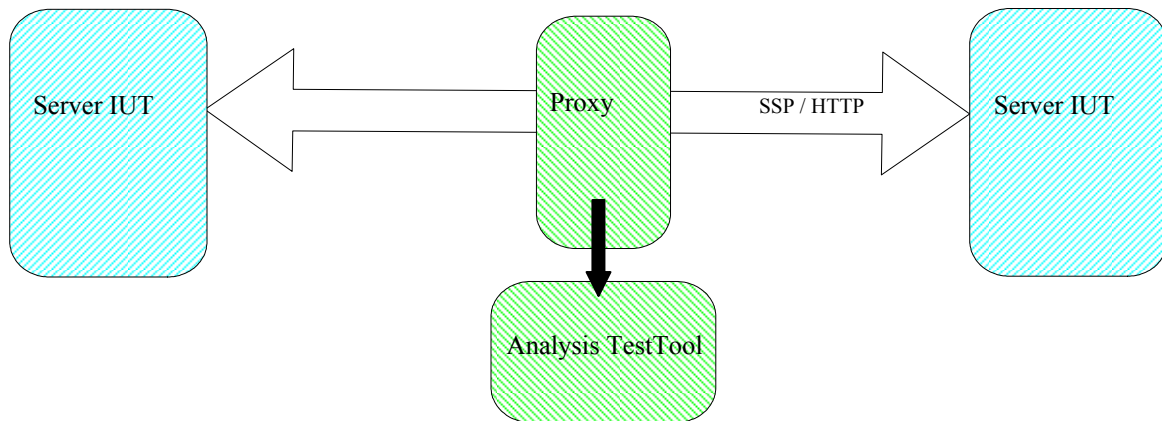 Server IUT
Proxy
SSP / HTTP
Server IUT
Analysis TestTool